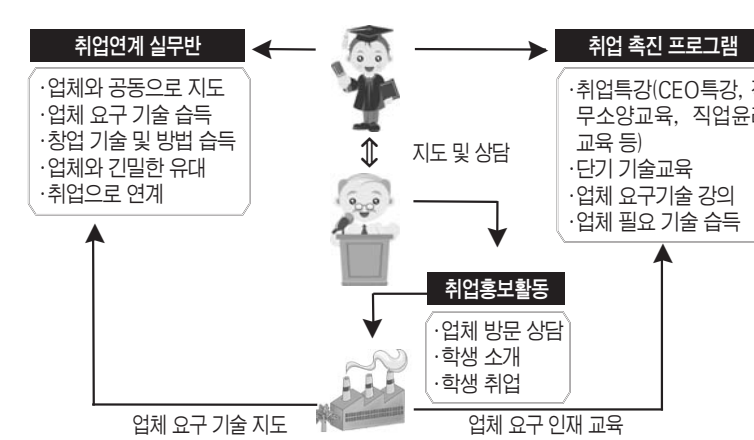 취업연계 실무반
·업체와 공동으로 지도
·업체 요구 기술 습득
·창업 기술 및 방법 습득
·업체와 긴밀한 유대
·취업으로 연계
취업 촉진 프로그램
·취업특강(CEO특강,
무소양교육, 직업윤리
교육 등)
·단기 기술교육
·업체 요구기술 강의
·업체 필요 기술 습득
지도 및 상담
취업홍보활동
·업체 방문 상담
·학생 소개
·학생 취업
업체 요구 기술 지도
업체 요구 인재 교육